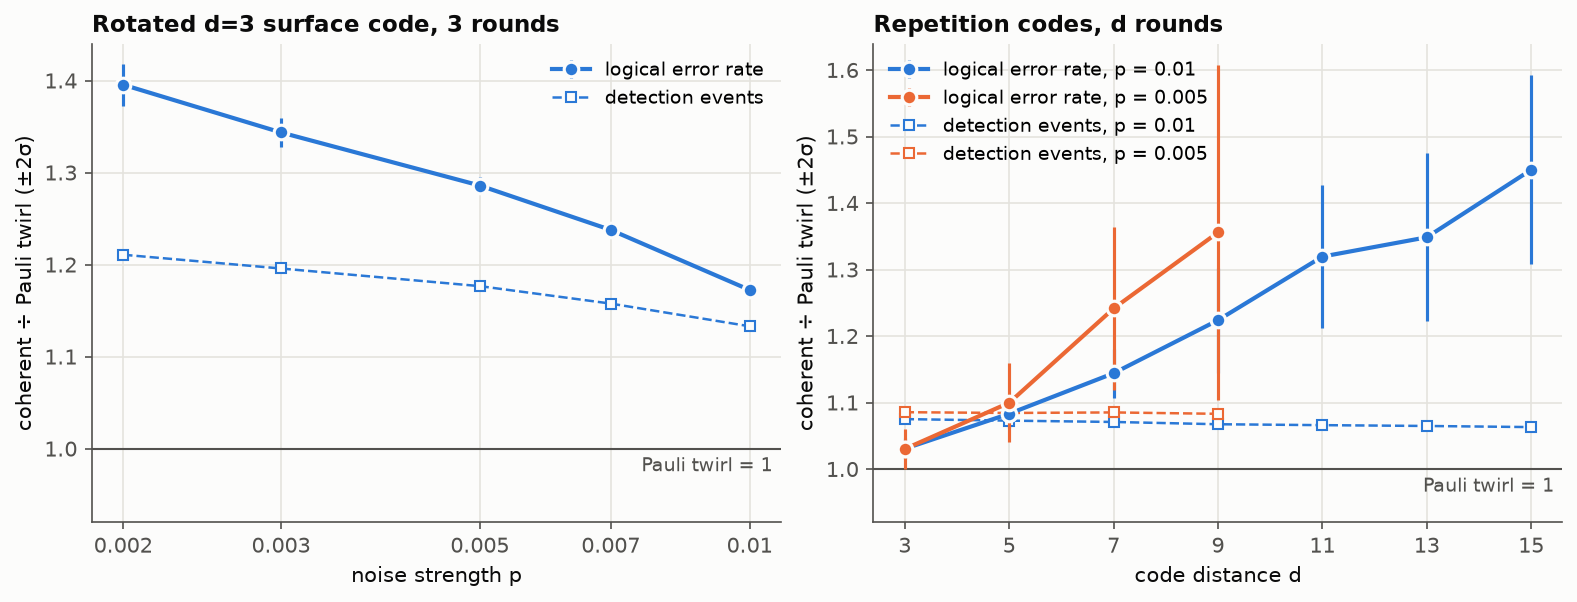 Rotated d=3 surface code, 3 rounds
coherent ÷ Pauli twirl (±2σ)
1.4
1.3
1.2
1.1
1.0
logical error rate
detection events
Pauli twirl = 1
0.002
0.003
0.005
0.007
0.01
noise strength p
Repetition codes, d rounds
coherent ÷ Pauli twirl (±2σ)
1.6
1.5
1.4
1.3
1.2
1.1
1.0
logical error rate, p = 0.01
logical error rate, p = 0.005
detection events, p = 0.01
detection events, p = 0.005
Pauli twirl = 1
3
5
7
9
11
13
15
code distance d